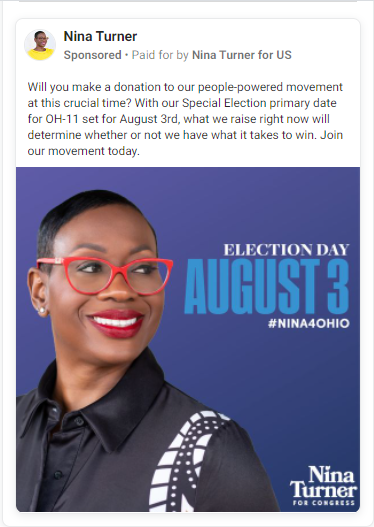 Nina Turner
Sponsored • Paid for by Nina Turner for US
Will you make a donation to our people-powered movement
at this crucial time? With our Special Election primary date
for OH-11 set for August 3rd, what we raise right now will
determine whether or not we have what it takes to win. Join
our movement today.
ELECTION DAY
AUGUST 3
#NINA4OHIO
Nina
Turner
FOR CONGRESS